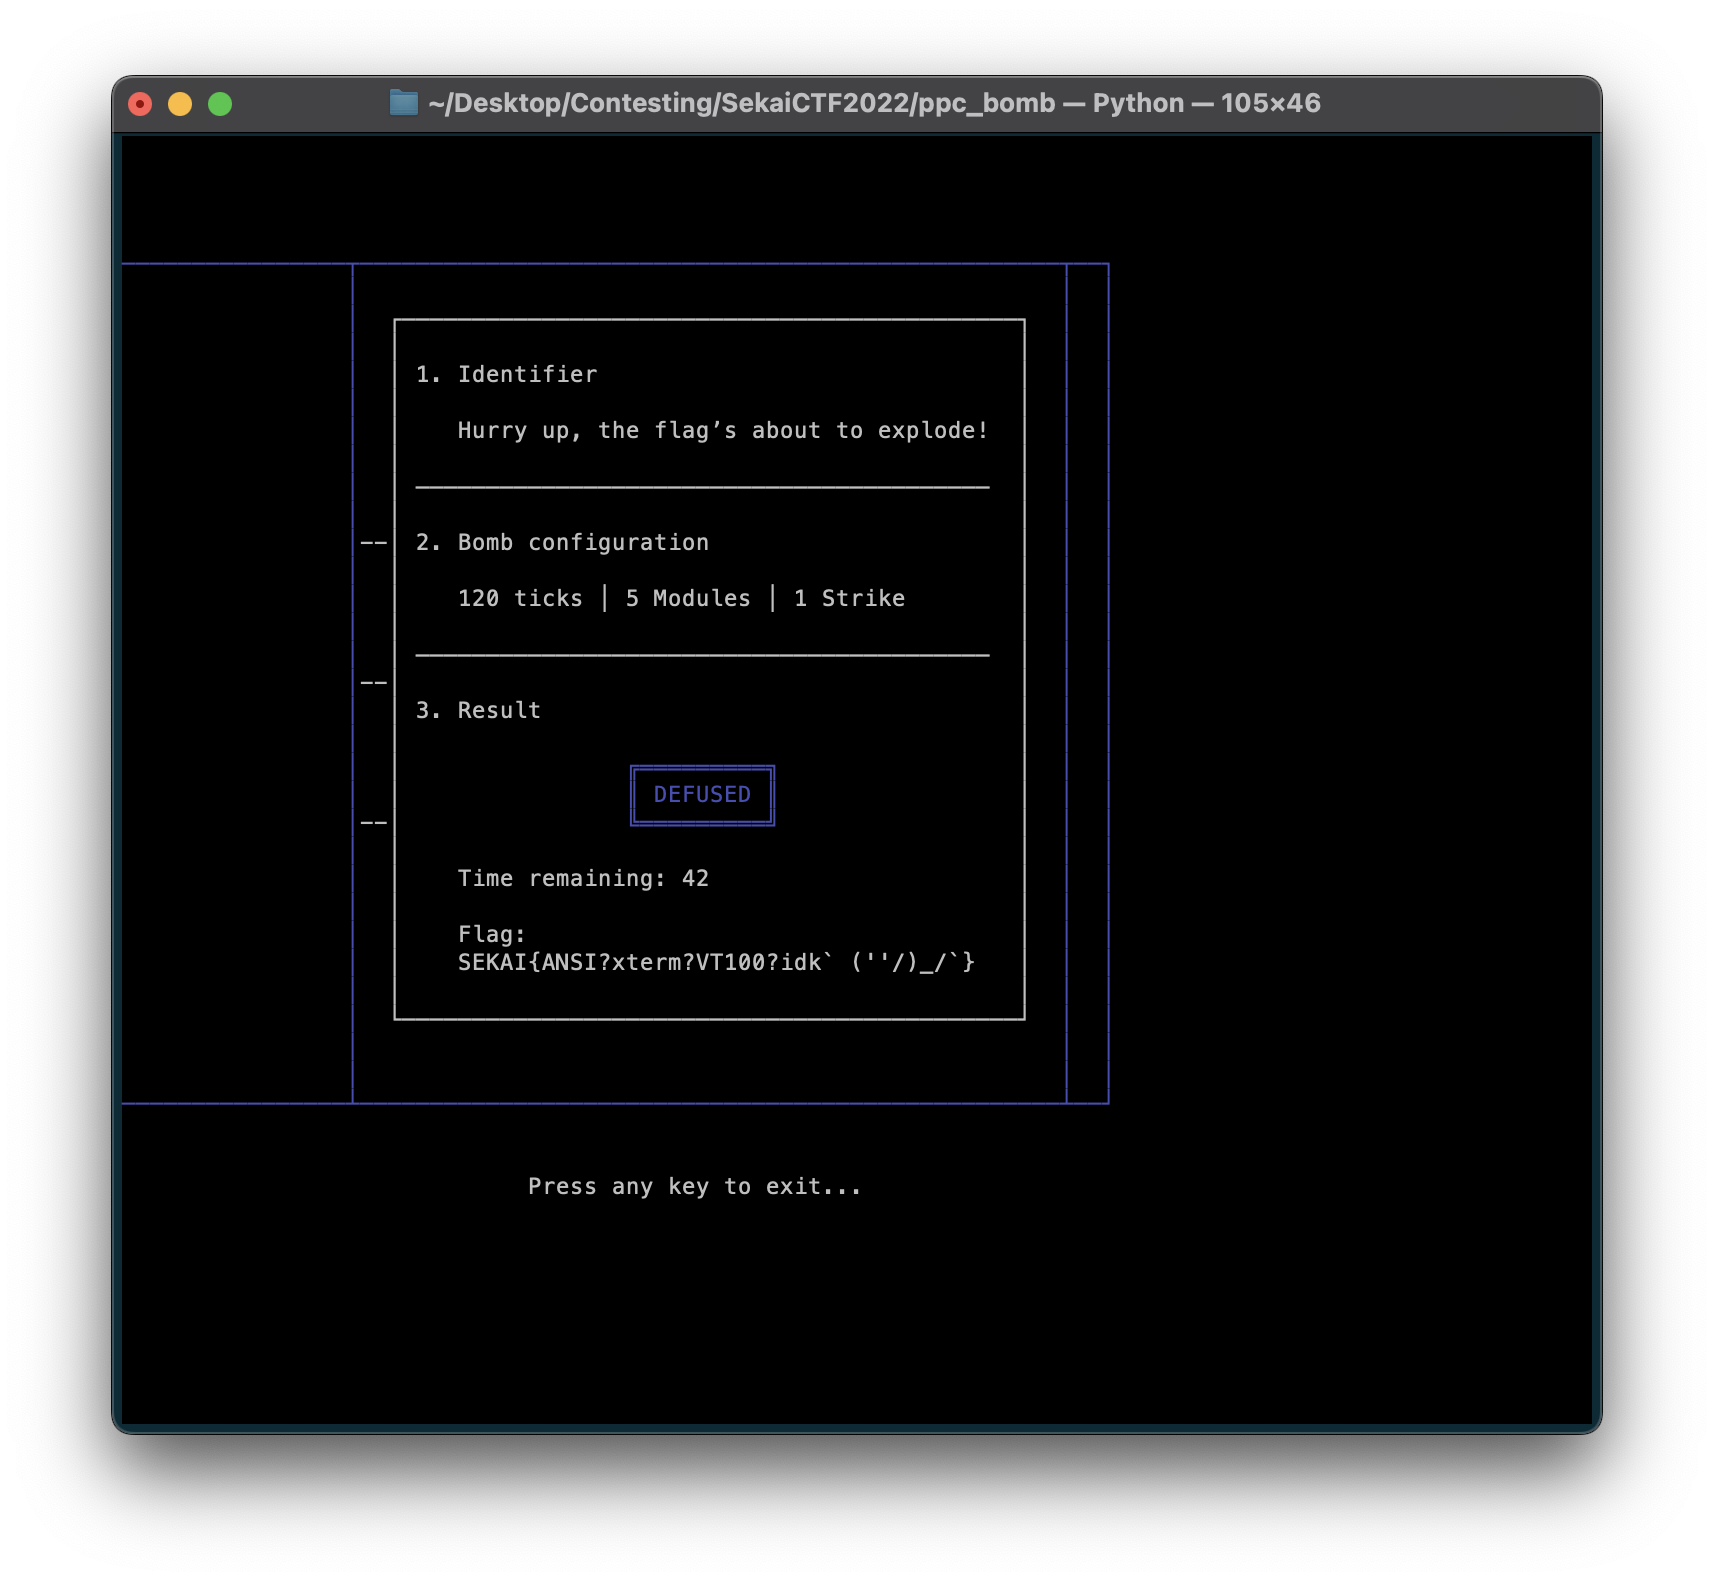 ~/Desktop/Contesting/SekaiCTF2022/ppc_bomb — Python — 105×46
1. Identifier
Hurry up, the flag’s about to explode!
2. Bomb configuration
120 ticks │ 5 Modules │ 1 Strike
3. Result
DEFUSED
Time remaining: 42
Flag:
SEKAI{ANSI?xterm?VT100?idk` (''/)_/`}
Press any key to exit...